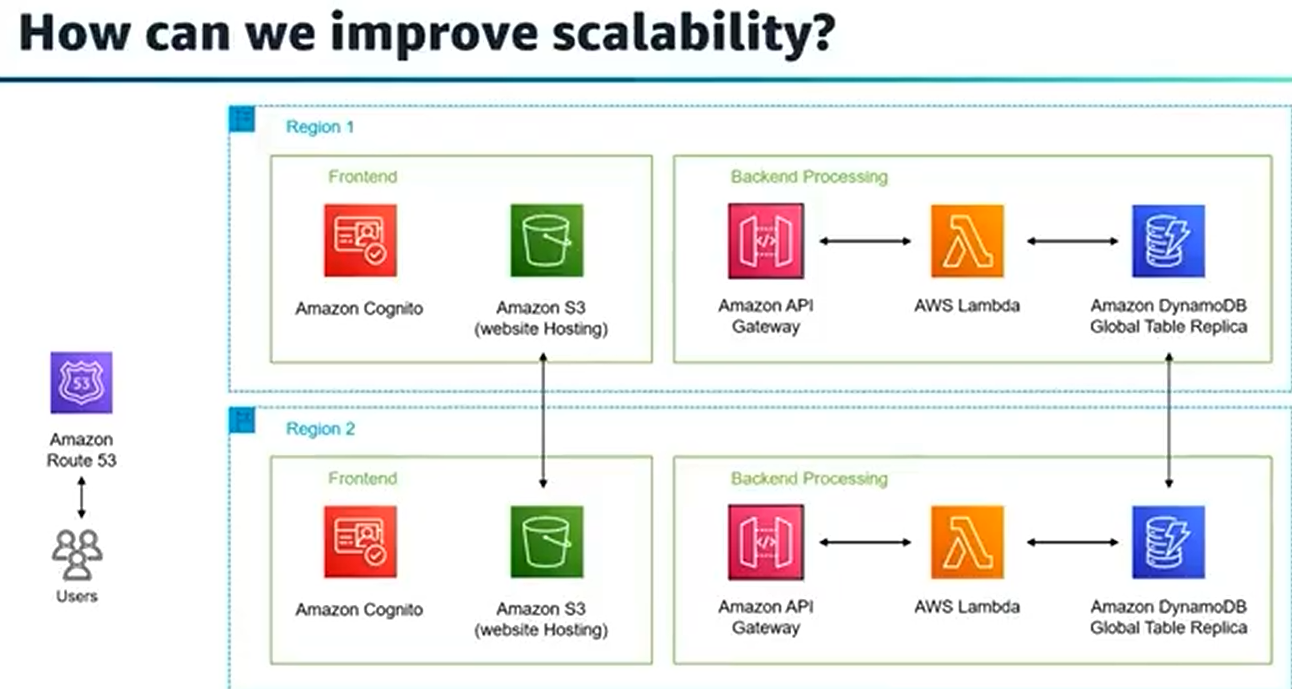 How can we improve scalability?
Region 1
Frontend
Backend Processing
Amazon Cognito
Amazon S3
(website Hosting)
Amazon API
Gateway
AWS Lambda
Amazon DynamoDB
Global Table Replica
53
Amazon
Route 53
Users
Region 2
Frontend
Backend Processing
Amazon Cognito
Amazon S3
(website Hosting)
Amazon API
Gateway
AWS Lambda
Amazon DynamoDB
Global Table Replica